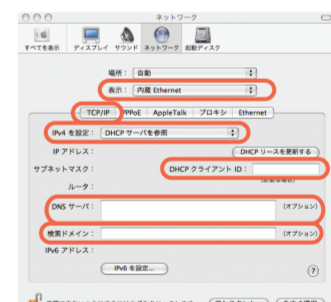 ネットワーク
すべてを表示 ディスプレイ サウンド ネットワーク 起動ディスク
場所： 自動
表示： 内蔵 Ethernet
TCP/IP PPPoE AppleTalk プロキシ Ethernet
IPv4 を設定： DHCP サーバを参照
IP アドレス： DHCP リースを更新する
サブネットマスク： DHCP クライアント ID：
ルータ：
DNS サーバ： (オプション)
検索ドメイン： (オプション)
IPv6 アドレス：
IPv6 を設定... ?